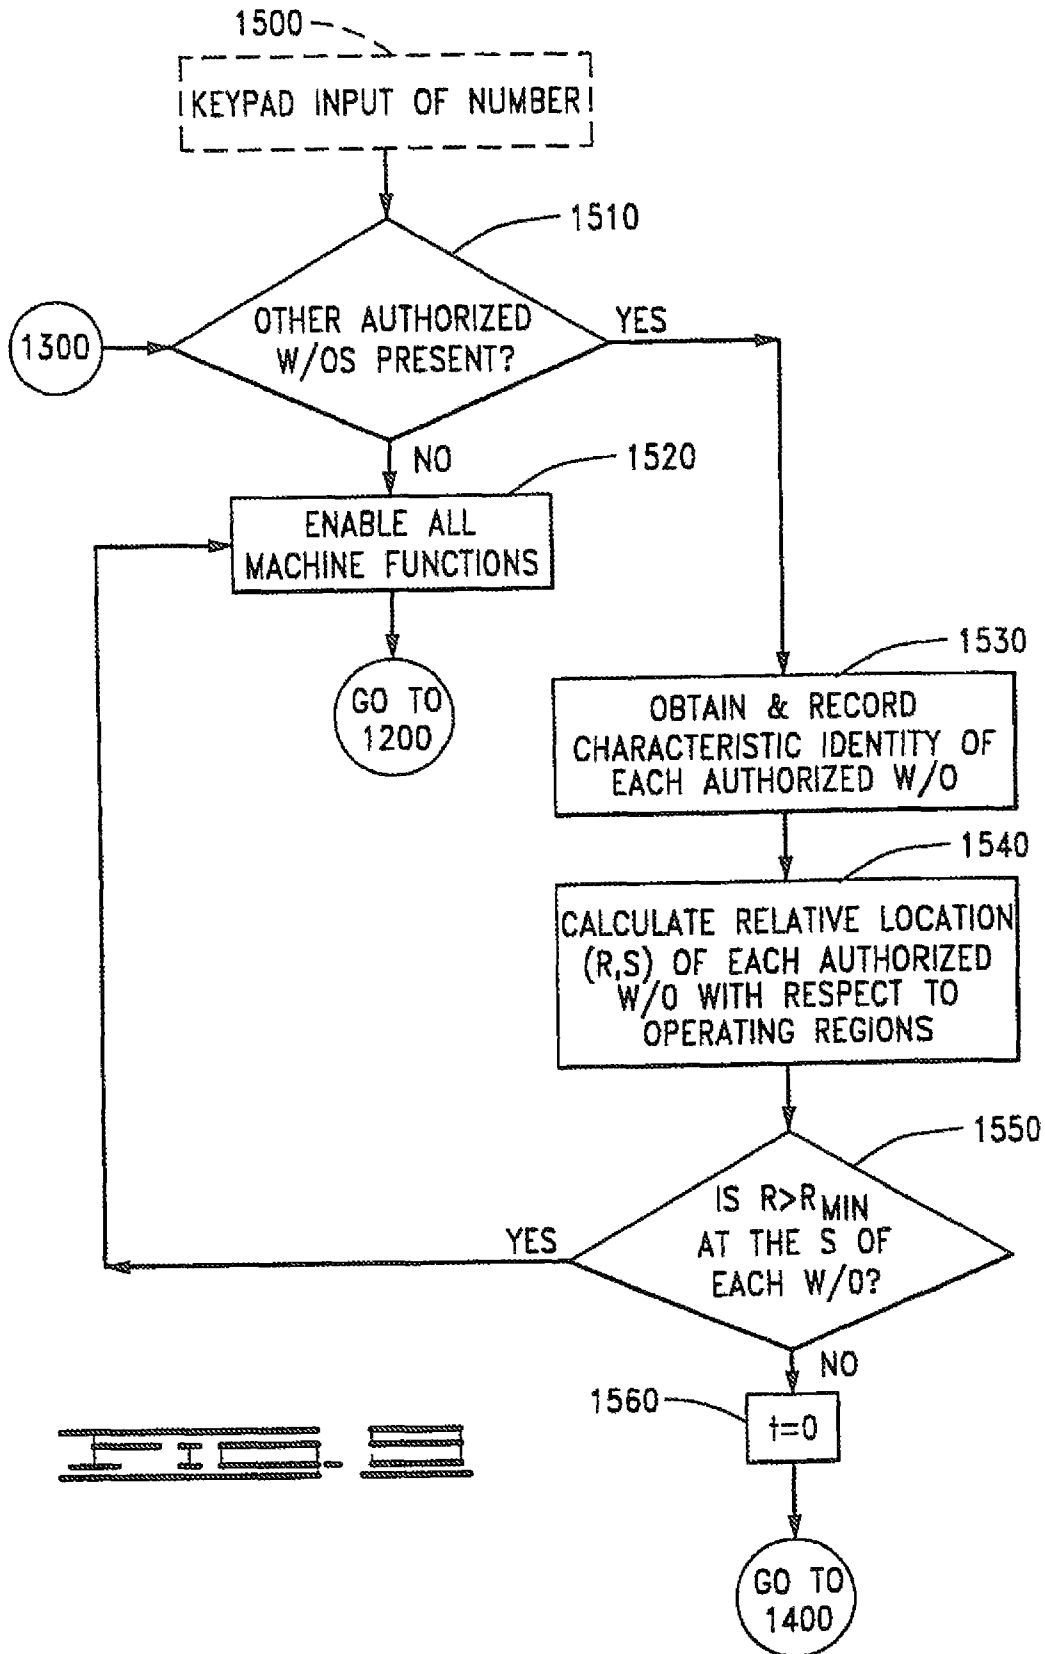 1500
KEYPAD INPUT OF NUMBER
1510
OTHER AUTHORIZED
W/OS PRESENT?
YES
1300
NO
1520
ENABLE ALL
MACHINE FUNCTIONS
GO TO
1200
1530
OBTAIN & RECORD
CHARACTERISTIC IDENTITY OF
EACH AUTHORIZED W/O
1540
CALCULATE RELATIVE LOCATION
(R,S) OF EACH AUTHORIZED
W/O WITH RESPECT TO
OPERATING REGIONS
1550
IS R>RMIN
AT THE S OF
EACH W/O?
YES
NO
1560
t=0
GO TO
1400